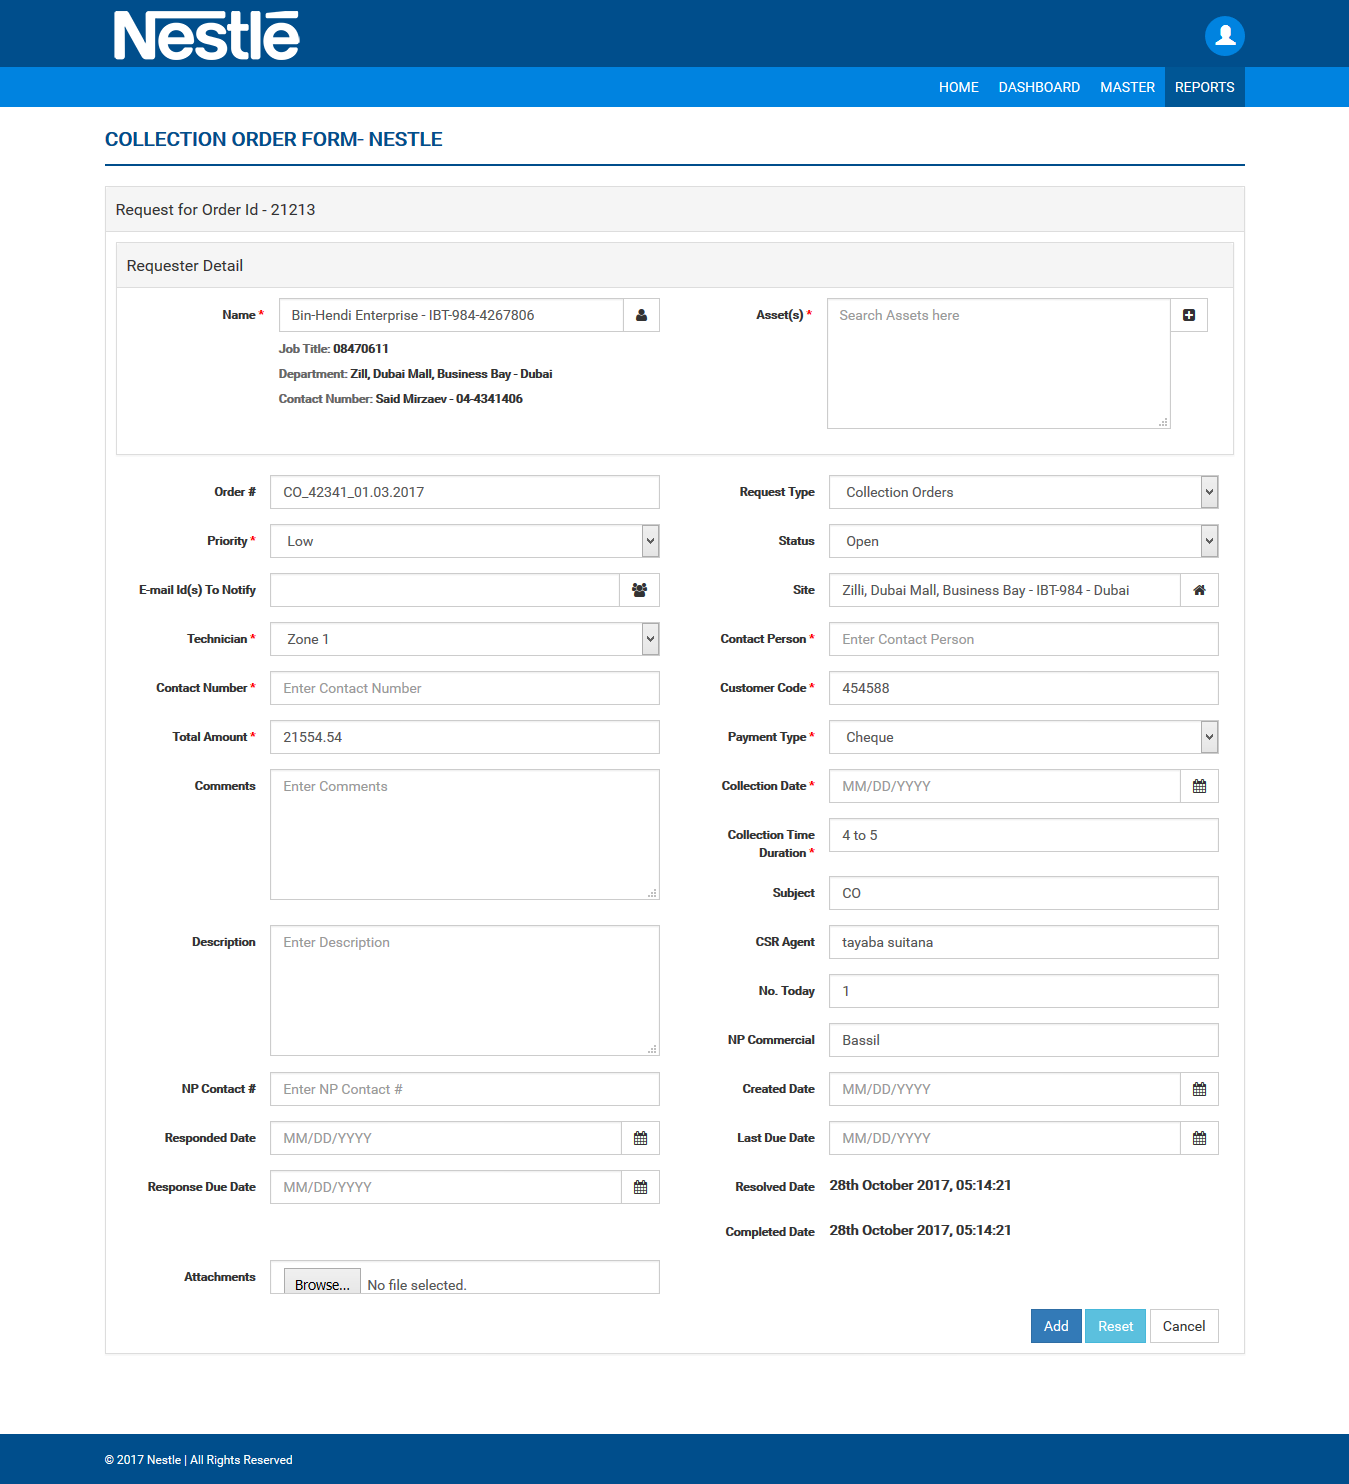 Nestlé
HOME DASHBOARD MASTER REPORTS
COLLECTION ORDER FORM- NESTLE
Request for Order Id - 21213
Requester Detail
Name * Bin-Hendi Enterprise - IBT-984-4267806
Asset(s) * Search Assets here
Job Title: 08470611
Department: Zill, Dubai Mall, Business Bay - Dubai
Contact Number: Said Mirzaev - 04-4341406
Order # CO_42341_01.03.2017
Request Type Collection Orders
Priority * Low
Status Open
E-mail Id(s) To Notify
Site Zilli, Dubai Mall, Business Bay - IBT-984 - Dubai
Technician * Zone 1
Contact Person * Enter Contact Person
Contact Number * Enter Contact Number
Customer Code * 454588
Total Amount * 21554.54
Payment Type * Cheque
Comments Enter Comments
Collection Date * MM/DD/YYYY
Collection Time
Duration * 4 to 5
Subject CO
Description Enter Description
CSR Agent tayaba suitana
No. Today 1
NP Commercial Bassil
NP Contact # Enter NP Contact #
Created Date MM/DD/YYYY
Responded Date MM/DD/YYYY
Last Due Date MM/DD/YYYY
Response Due Date MM/DD/YYYY
Resolved Date 28th October 2017, 05:14:21
Completed Date 28th October 2017, 05:14:21
Attachments Browse... No file selected.
Add Reset Cancel
© 2017 Nestle | All Rights Reserved